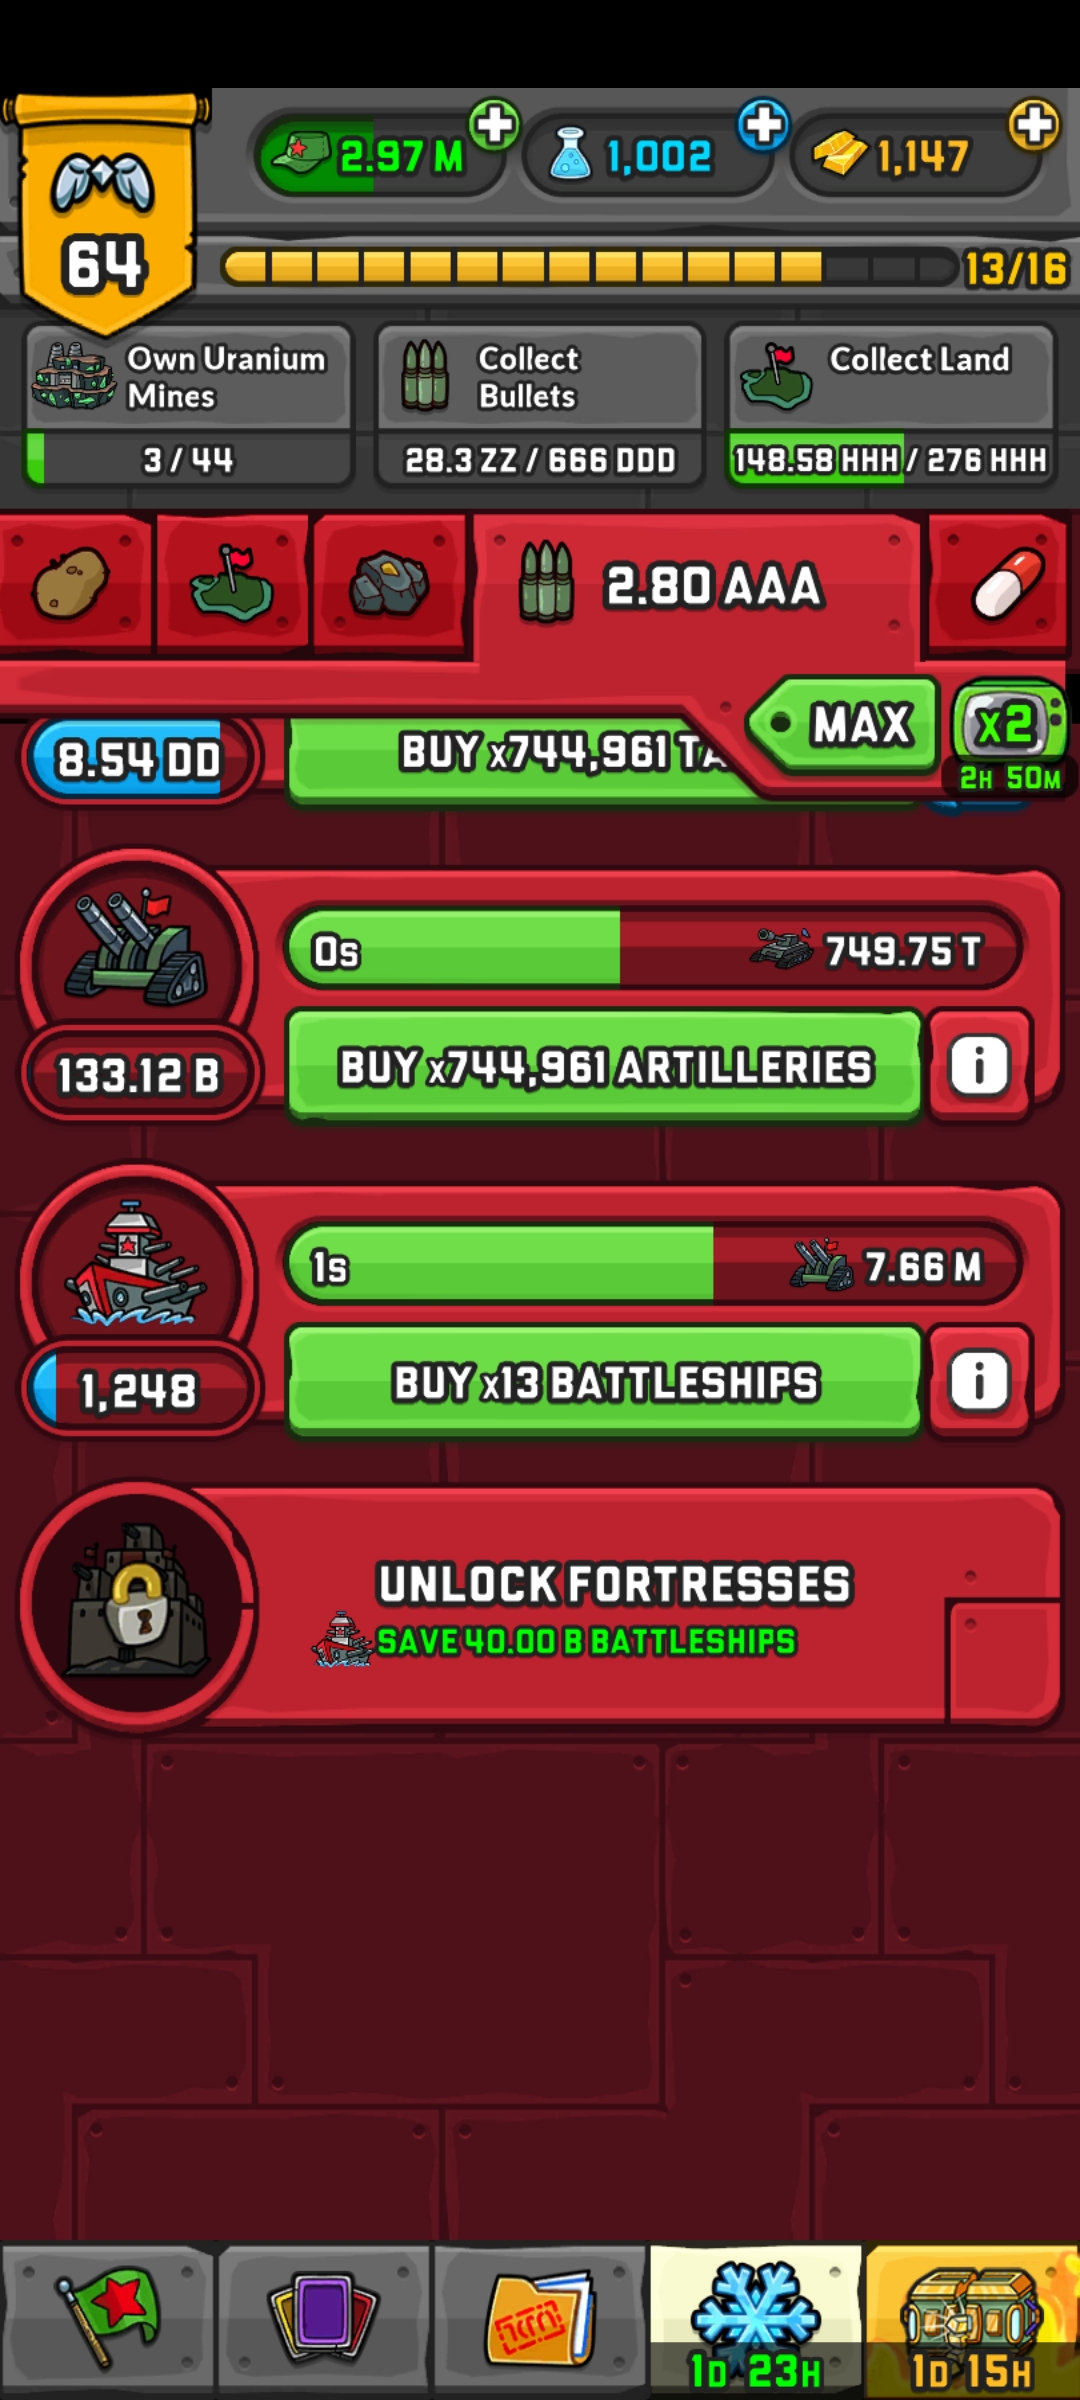 2.97 M
1,002
1,147
64
13/16
Own Uranium
Mines
3 / 44
Collect
Bullets
28.3 ZZ / 666 DDD
Collect Land
148.58 HHH / 276 HHH
2.80 AAA
MAX
x2
2H 50M
8.54 DD
BUY x744,961 TA
0s
749.75 T
133.12 B
BUY x744,961 ARTILLERIES
i
1s
7.66 M
1,248
BUY x13 BATTLESHIPS
i
UNLOCK FORTRESSES
SAVE 40.00 B BATTLESHIPS
1D 23H
1D 15H